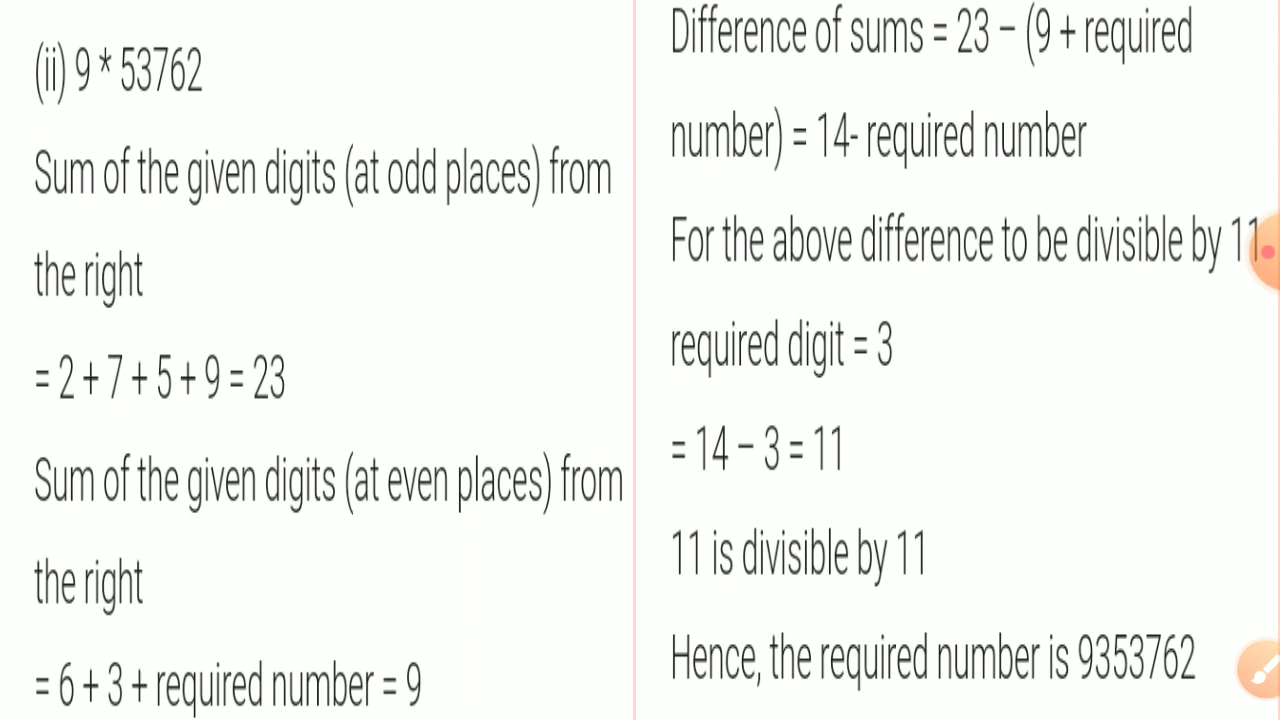 (ii) 9 * 53762
Sum of the given digits (at odd places) from
the right
= 2 + 7 + 5 + 9 = 23
Sum of the given digits (at even places) from
the right
= 6 + 3 + required number = 9
Difference of sums = 23 – (9 + required
number) = 14- required number
For the above difference to be divisible by 11
required digit = 3
= 14 – 3 = 11
11 is divisible by 11
Hence, the required number is 9353762